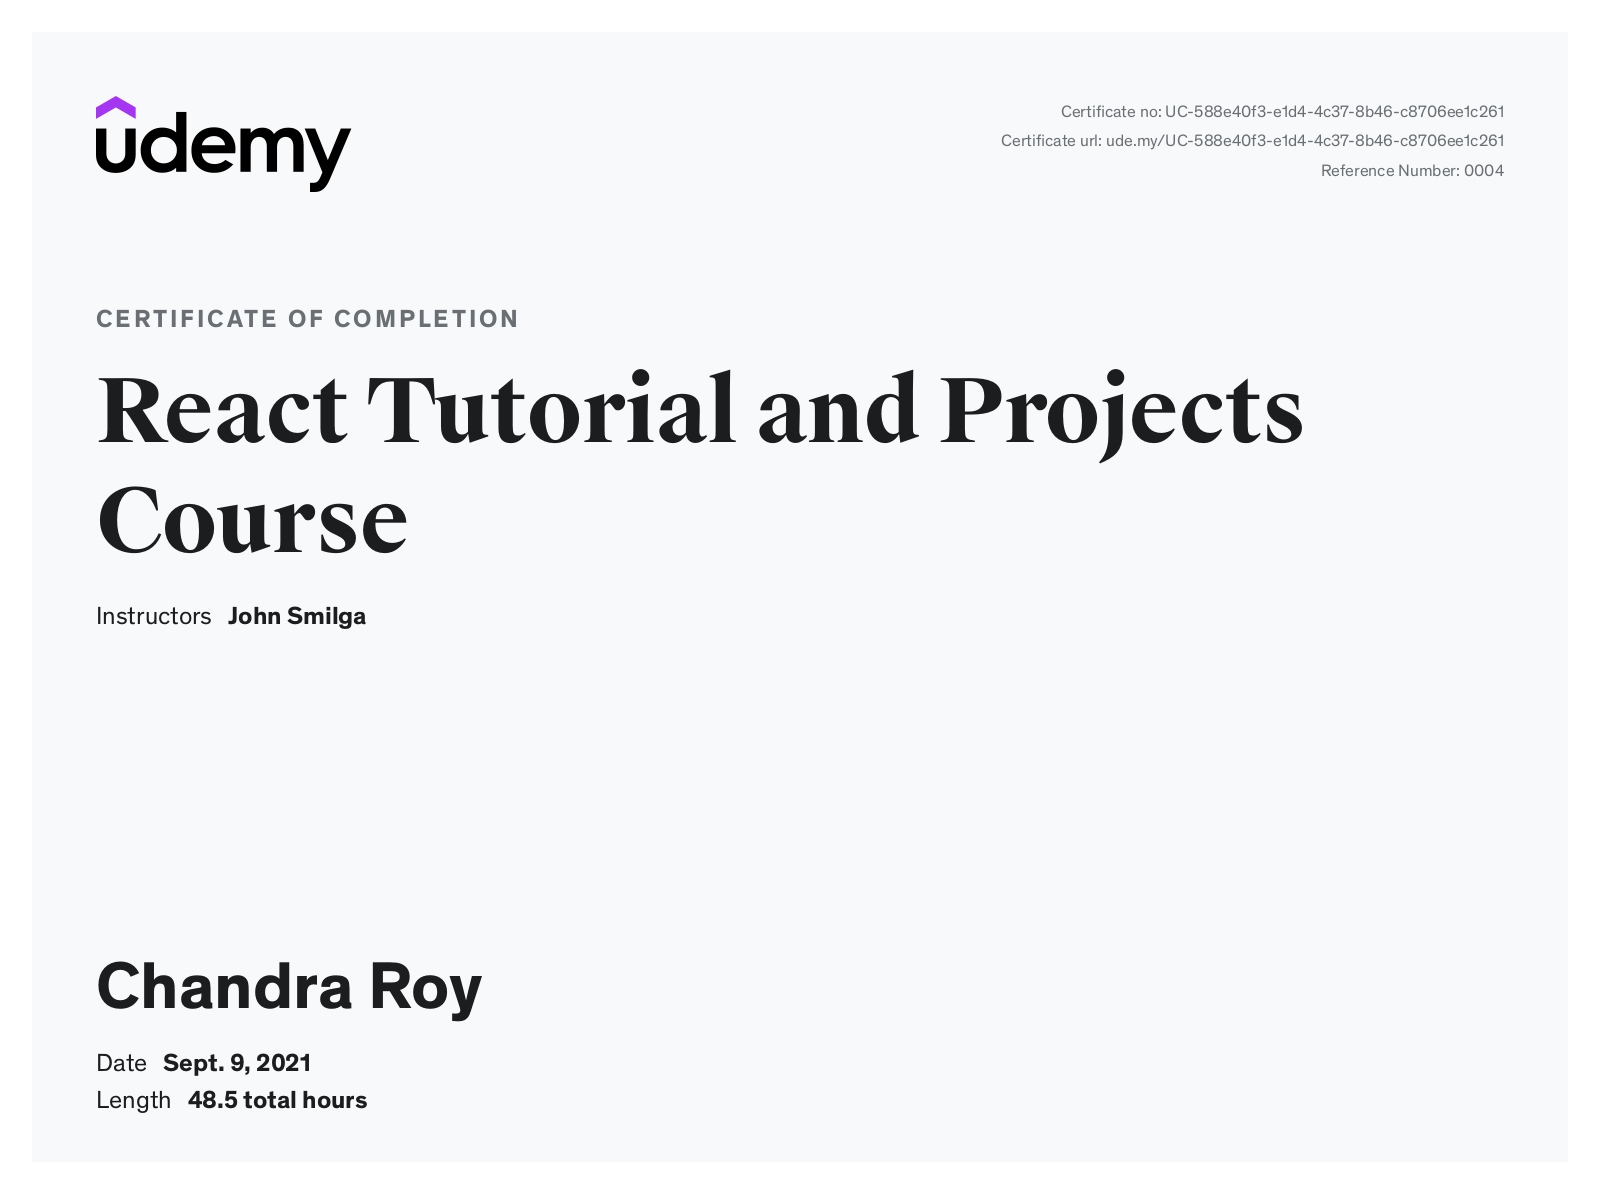 udemy
Certificate no: UC-588e40f3-e1d4-4c37-8b46-c8706ee1c261
Certificate url: ude.my/UC-588e40f3-e1d4-4c37-8b46-c8706ee1c261
Reference Number: 0004
CERTIFICATE OF COMPLETION
React Tutorial and Projects
Course
Instructors John Smilga
Chandra Roy
Date Sept. 9, 2021
Length 48.5 total hours